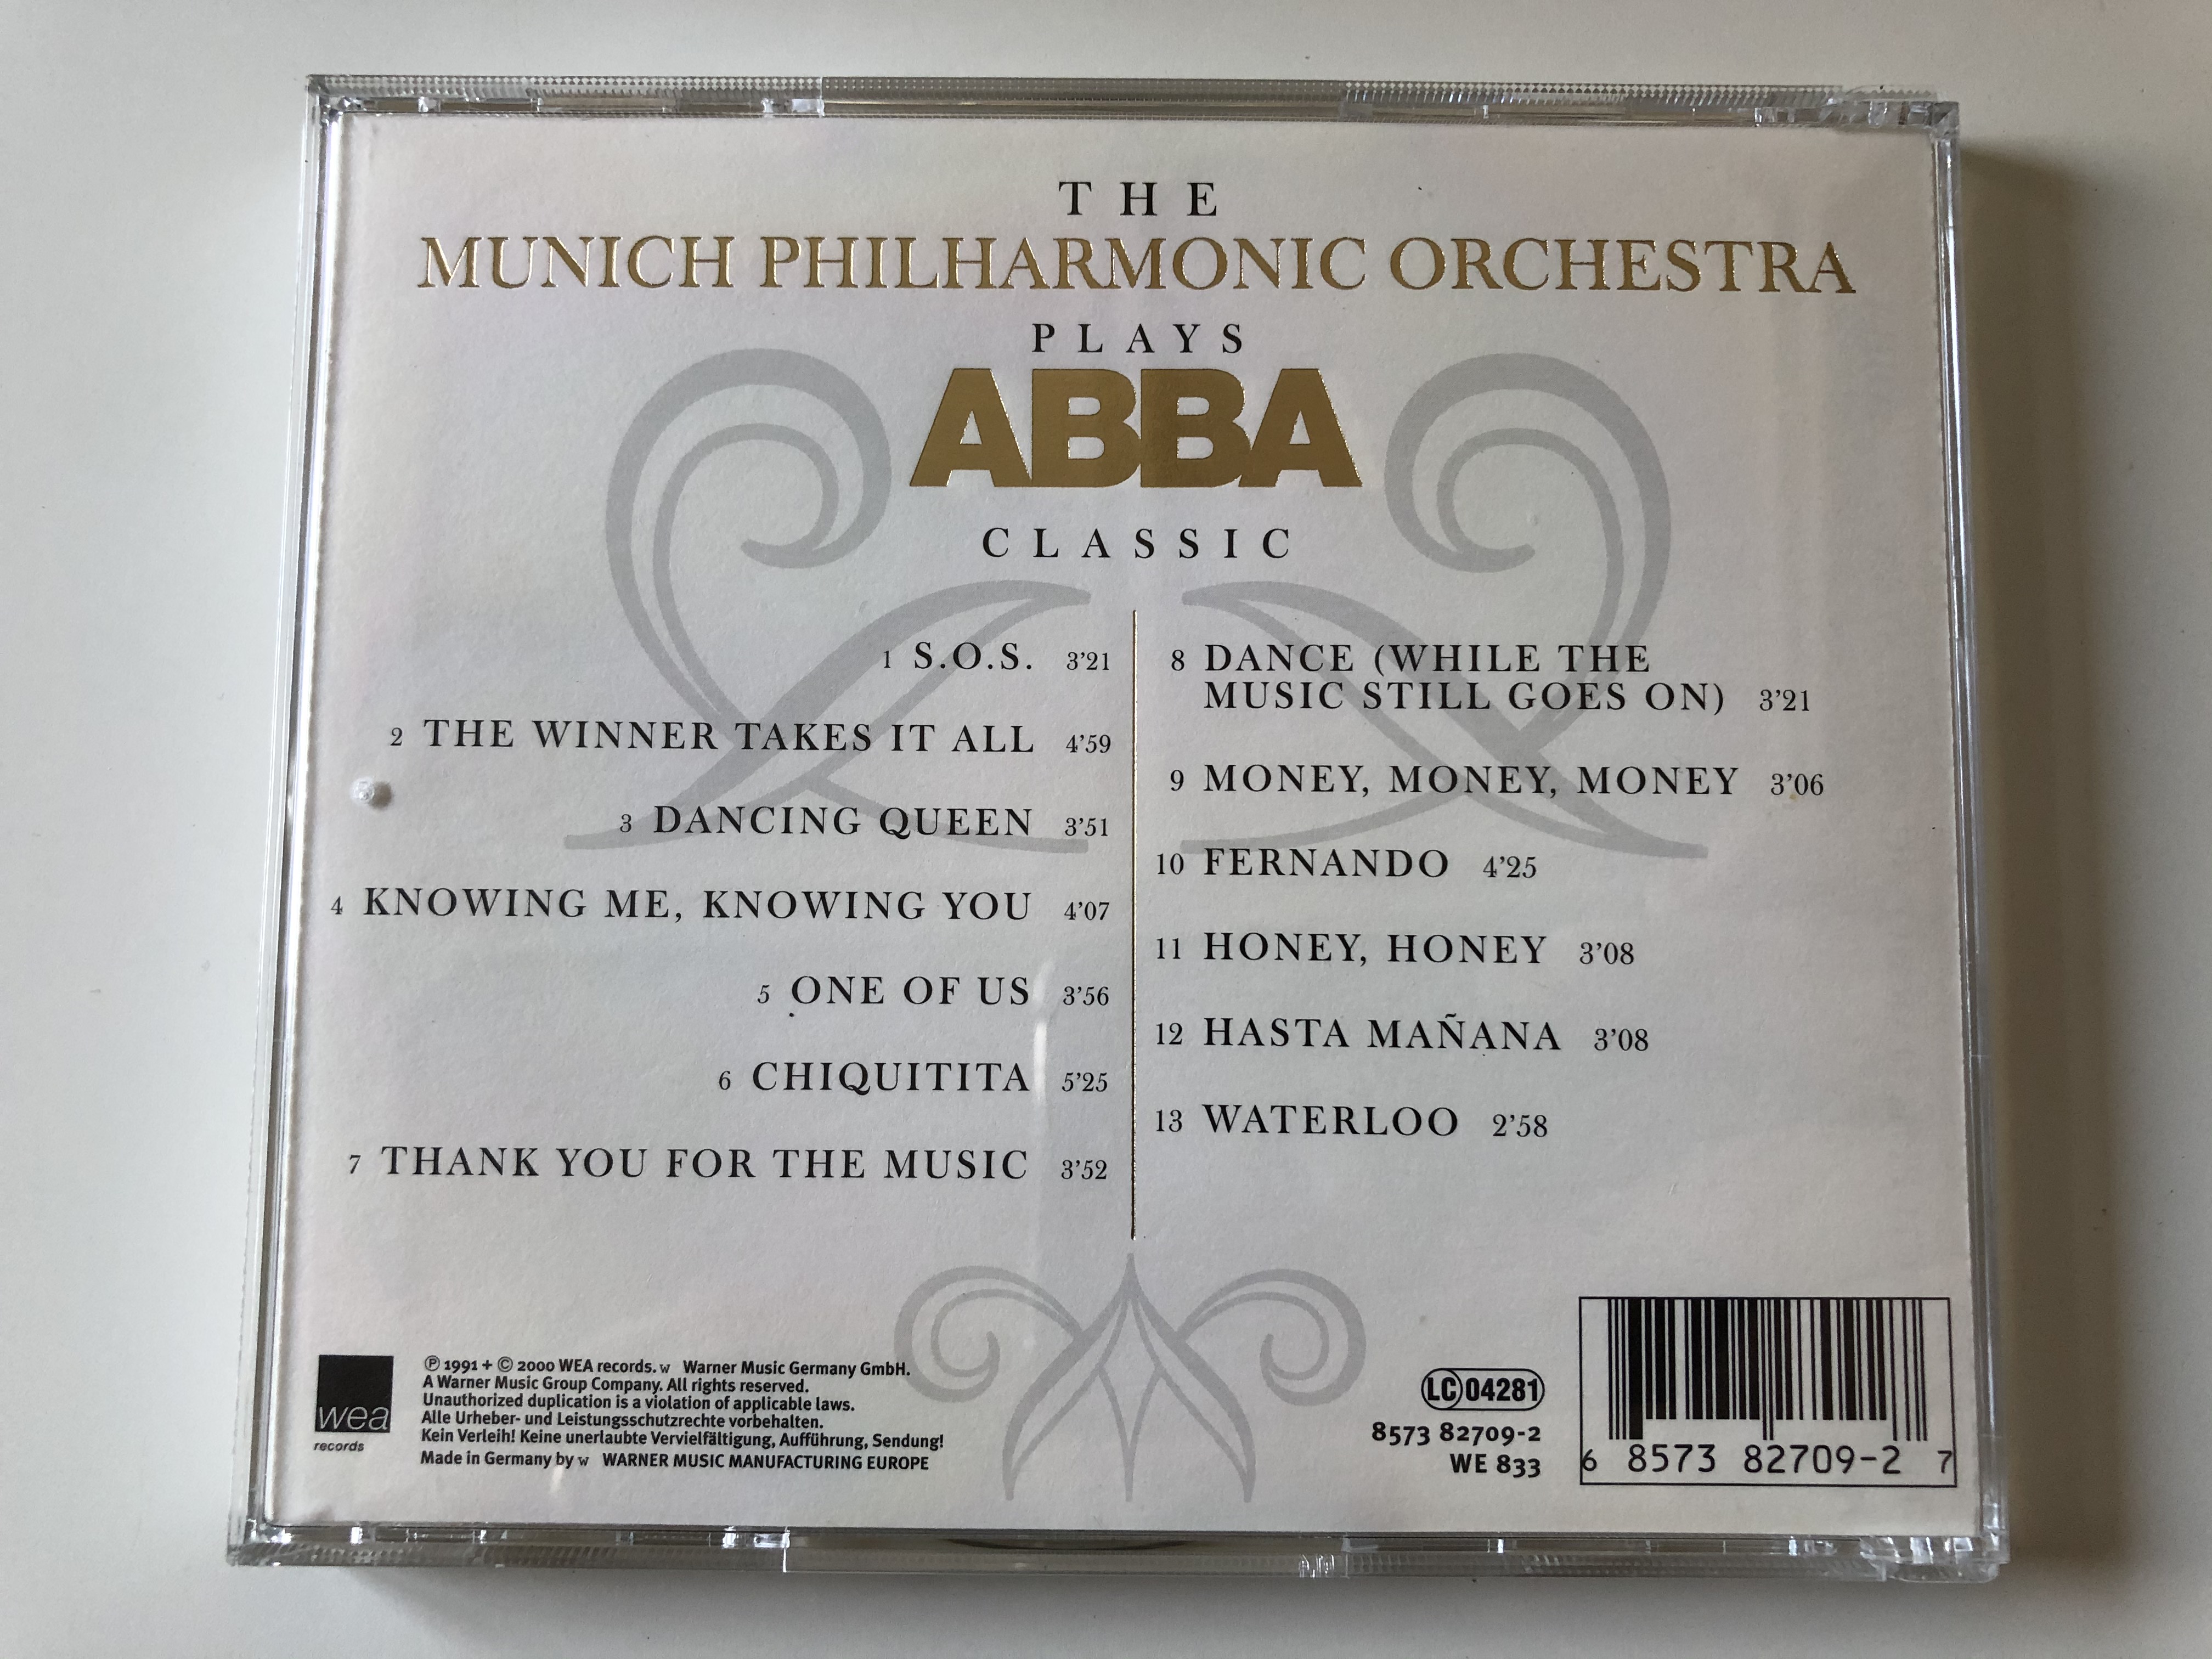 THE
MUNICH PHILHARMONIC ORCHESTRA
PLAYS
ABBA
CLASSIC
1 S.O.S. 3'21
2 THE WINNER TAKES IT ALL 4'59
3 DANCING QUEEN 3'51
4 KNOWING ME, KNOWING YOU 4'07
5 ONE OF US 3'56
6 CHIQUITITA 5'25
7 THANK YOU FOR THE MUSIC 3'52
8 DANCE (WHILE THE
MUSIC STILL GOES ON) 3'21
9 MONEY, MONEY, MONEY 3'06
10 FERNANDO 4'25
11 HONEY, HONEY 3'08
12 HASTA MAÑANA 3'08
13 WATERLOO 2'58
wea
records
℗ 1991 + © 2000 WEA records. w Warner Music Germany GmbH.
A Warner Music Group Company. All rights reserved.
Unauthorized duplication is a violation of applicable laws.
Alle Urheber- und Leistungsschutzrechte vorbehalten.
Kein Verleih! Keine unerlaubte Vervielfältigung, Aufführung, Sendung!
Made in Germany by w WARNER MUSIC MANUFACTURING EUROPE
LC 04281
8573 82709-2
WE 833
6 8573 82709-2 7